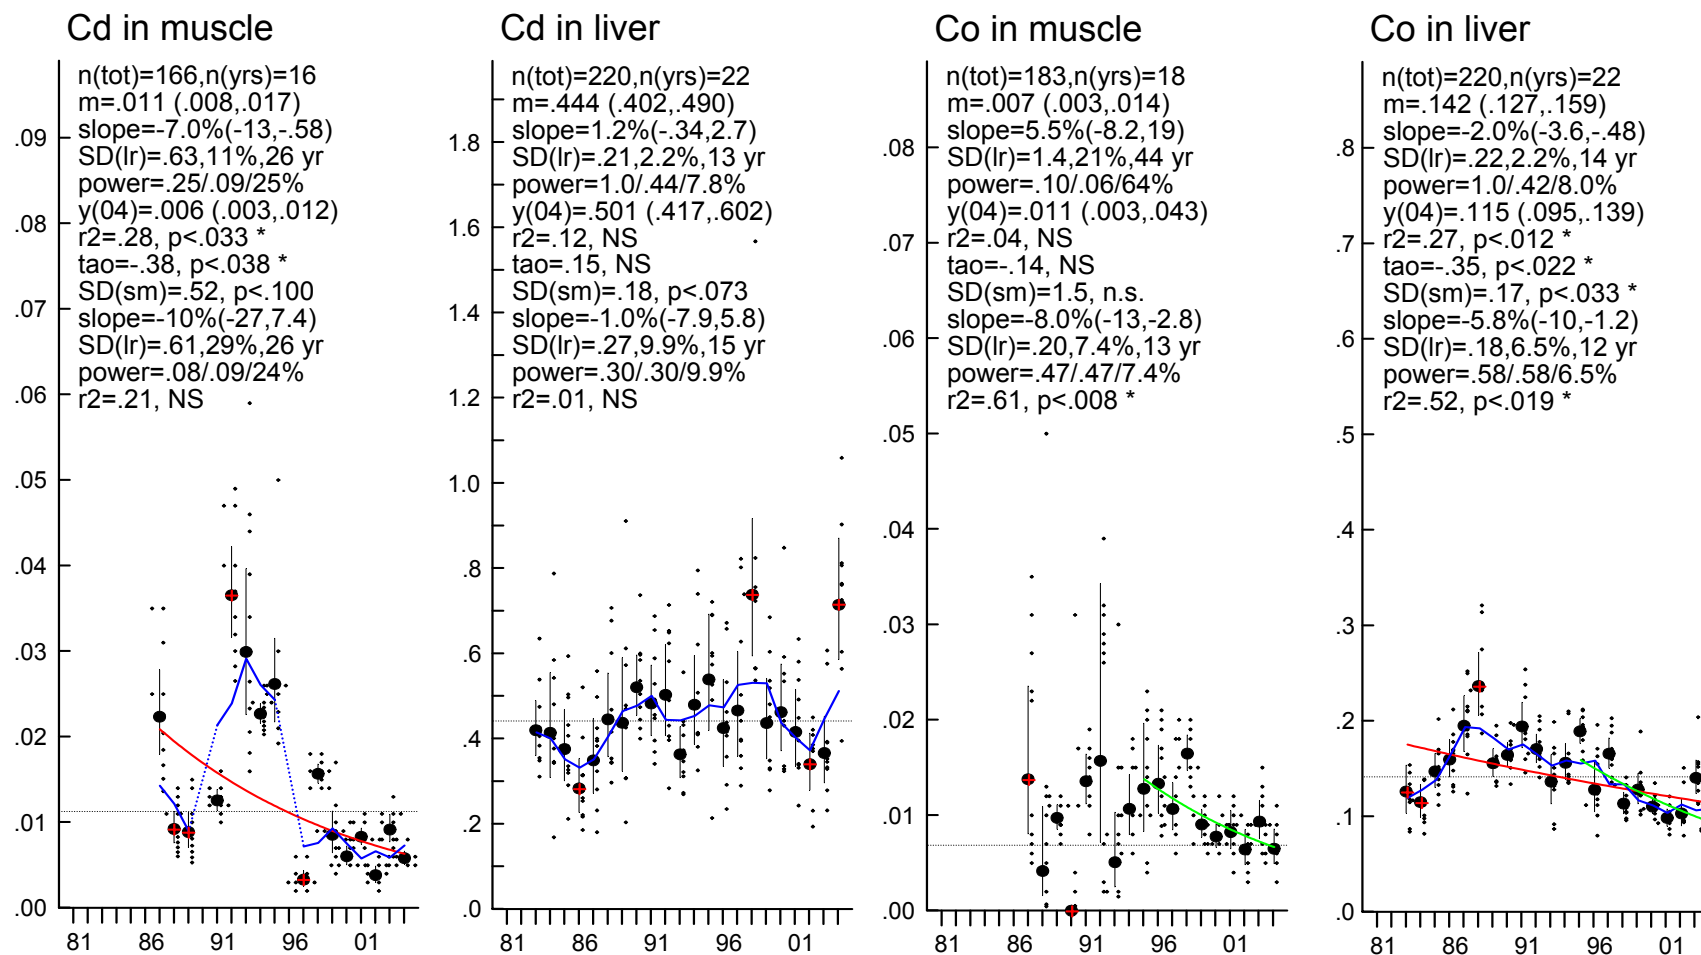 Cd in muscle
n(tot)=166,n(yrs)=16
m=.011 (.008,.017)
slope=-7.0%(-13,-.58)
SD(lr)=.63,11%,26 yr
power=.25/.09/25%
y(04)=.006 (.003,.012)
r2=.28, p<.033 *
tao=-.38, p<.038 *
SD(sm)=.52, p<.100
slope=-10%(-27,7.4)
SD(lr)=.61,29%,26 yr
power=.08/.09/24%
r2=.21, NS
.09
.08
.07
.06
.05
.04
.03
.02
.01
.00
81 86 91 96 01
Cd in liver
n(tot)=220,n(yrs)=22
m=.444 (.402,.490)
slope=1.2%(-.34,2.7)
SD(lr)=.21,2.2%,13 yr
power=1.0/.44/7.8%
y(04)=.501 (.417,.602)
r2=.12, NS
tao=.15, NS
SD(sm)=.18, p<.073
slope=-1.0%(-7.9,5.8)
SD(lr)=.27,9.9%,15 yr
power=.30/.30/9.9%
r2=.01, NS
1.8
1.6
1.4
1.2
1.0
.8
.6
.4
.2
.0
81 86 91 96 01
Co in muscle
n(tot)=183,n(yrs)=18
m=.007 (.003,.014)
slope=5.5%(-8.2,19)
SD(lr)=1.4,21%,44 yr
power=.10/.06/64%
y(04)=.011 (.003,.043)
r2=.04, NS
tao=-.14, NS
SD(sm)=1.5, n.s.
slope=-8.0%(-13,-2.8)
SD(lr)=.20,7.4%,13 yr
power=.47/.47/7.4%
r2=.61, p<.008 *
.08
.07
.06
.05
.04
.03
.02
.01
.00
81 86 91 96 01
Co in liver
n(tot)=220,n(yrs)=22
m=.142 (.127,.159)
slope=-2.0%(-3.6,-.48)
SD(lr)=.22,2.2%,14 yr
power=1.0/.42/8.0%
y(04)=.115 (.095,.139)
r2=.27, p<.012 *
tao=-.35, p<.022 *
SD(sm)=.17, p<.033 *
slope=-5.8%(-10,-1.2)
SD(lr)=.18,6.5%,12 yr
power=.58/.58/6.5%
r2=.52, p<.019 *
.8
.7
.6
.5
.4
.3
.2
.1
.0
81 86 91 96 01